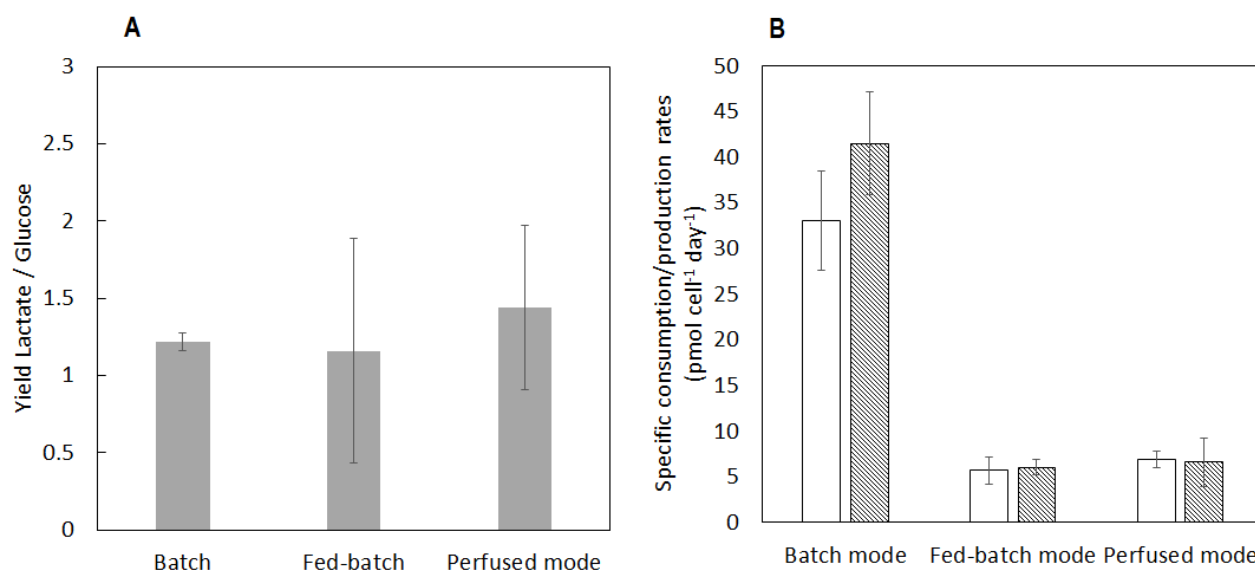 A
Yield Lactate / Glucose
3
2.5
2
1.5
1
0.5
0
Batch
Fed-batch
Perfused mode
B
Specific consumption/production rates
(pmol cell⁻¹ day⁻¹)
50
45
40
35
30
25
20
15
10
5
0
Batch mode
Fed-batch mode
Perfused mode